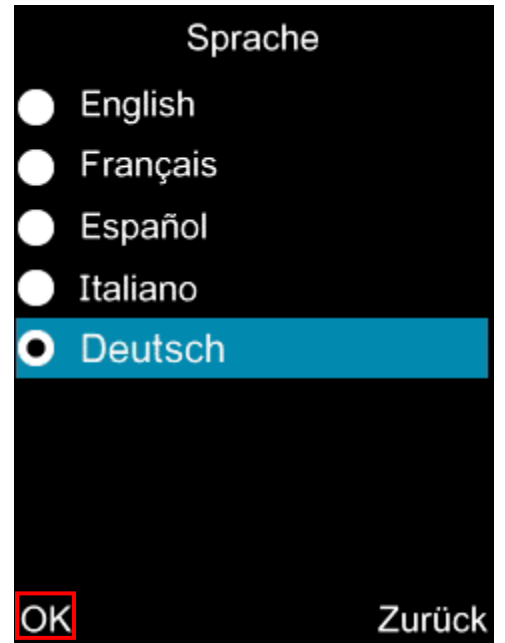 Sprache
English
Français
Español
Italiano
Deutsch
OK Zurück